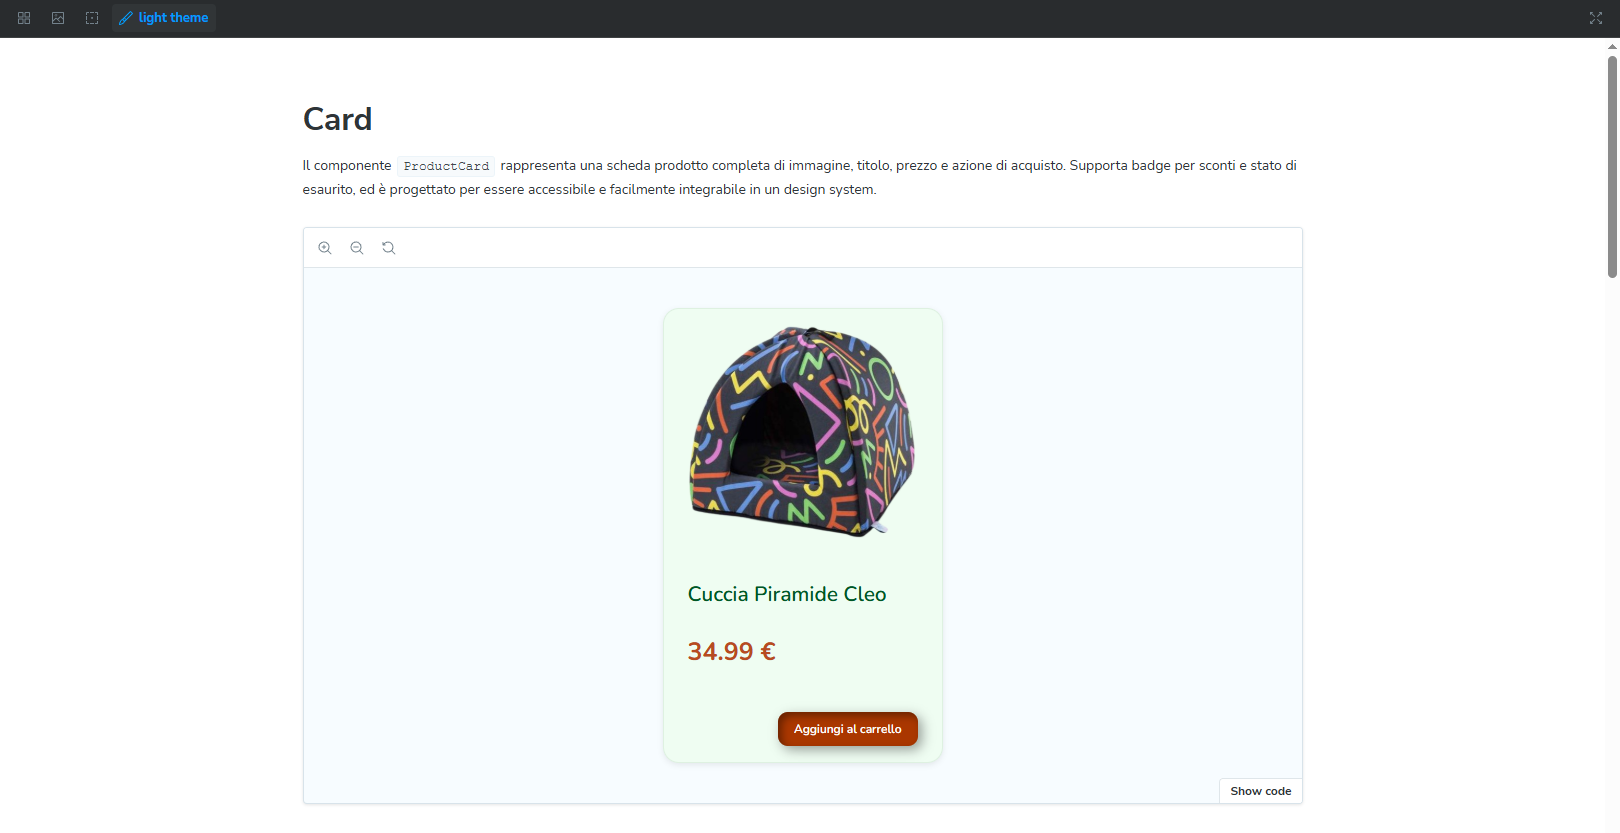 light theme
Card
Il componente ProductCard rappresenta una scheda prodotto completa di immagine, titolo, prezzo e azione di acquisto. Supporta badge per sconti e stato di
esaurito, ed è progettato per essere accessibile e facilmente integrabile in un design system.
Cuccia Piramide Cleo
34.99 €
Aggiungi al carrello
Show code